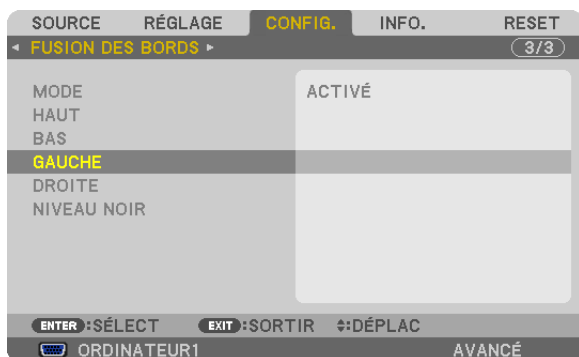 SOURCE RÉGLAGE CONFIG. INFO. RESET
FUSION DES BORDS 3/3
MODE ACTIVÉ
HAUT
BAS
GAUCHE
DROITE
NIVEAU NOIR
ENTER :SÉLECT EXIT :SORTIR :DÉPLAC
ORDINATEUR1 AVANCÉ